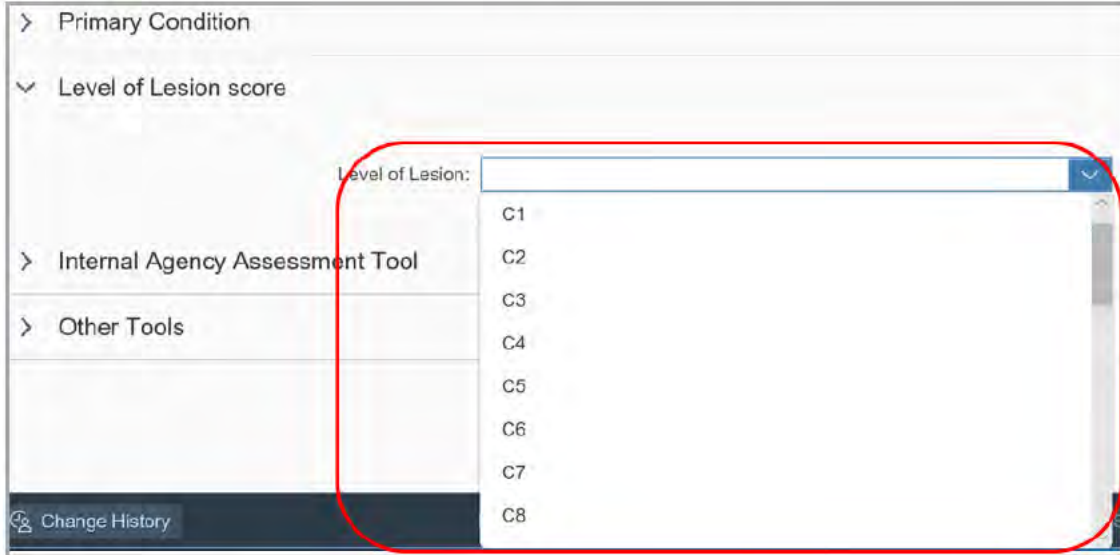 Primary Condition
Level of Lesion score
Level of Lesion:
C1
C2
C3
C4
C5
C6
C7
C8
Internal Agency Assessment Tool
Other Tools
Change History